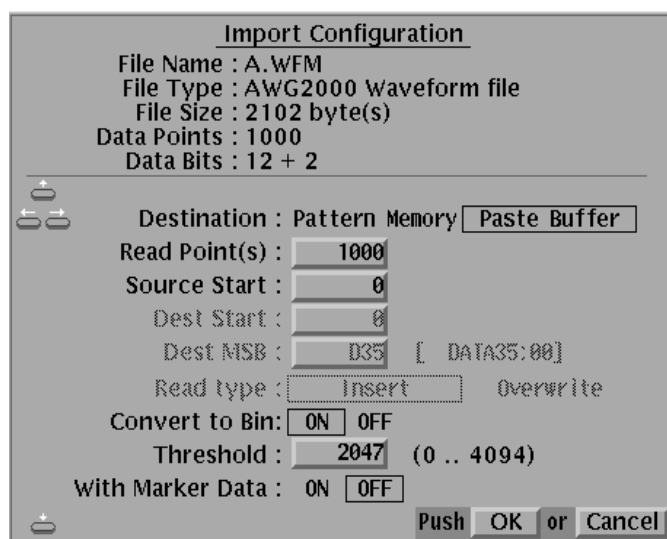 Import Configuration
File Name : A.WFM
File Type : AWG2000 Waveform file
File Size : 2102 byte(s)
Data Points : 1000
Data Bits : 12 + 2
Destination : Pattern Memory Paste Buffer
Read Point(s) : 1000
Source Start : 0
Dest Start : 0
Dest MSB : D35 [ DATA35:00]
Read type : Insert Overwrite
Convert to Bin: ON OFF
Threshold : 2047 (0 .. 4094)
With Marker Data : ON OFF
Push OK or Cancel